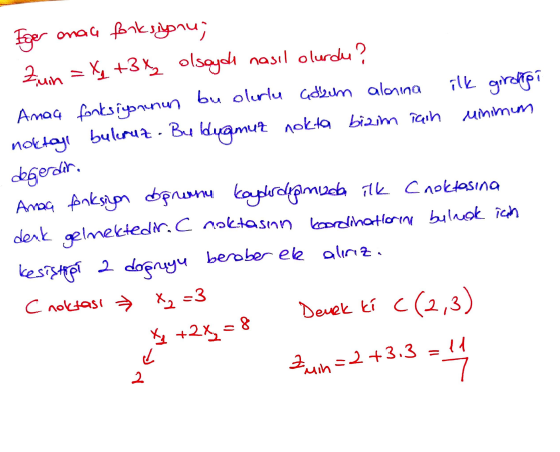 Eğer amaç fonksiyonu;
Zmin = x1 + 3x2 olsaydı nasıl olurdu?
Amaç fonksiyonunun bu olurlu çözüm alanına ilk girdiği
noktayı buluruz. Bulduğumuz nokta bizim için minimum
değerdir.
Amaç fonksiyon doğrusunu kaydırdığımızda ilk C noktasına
denk gelmektedir. C noktasının koordinatlarını bulmak için
kesiştiği 2 doğruyu beraber ele alırız.
C noktası ⇒ x2 = 3
x1 + 2x2 = 8
2
Demek ki C(2,3)
Zmin = 2 + 3.3 = 11